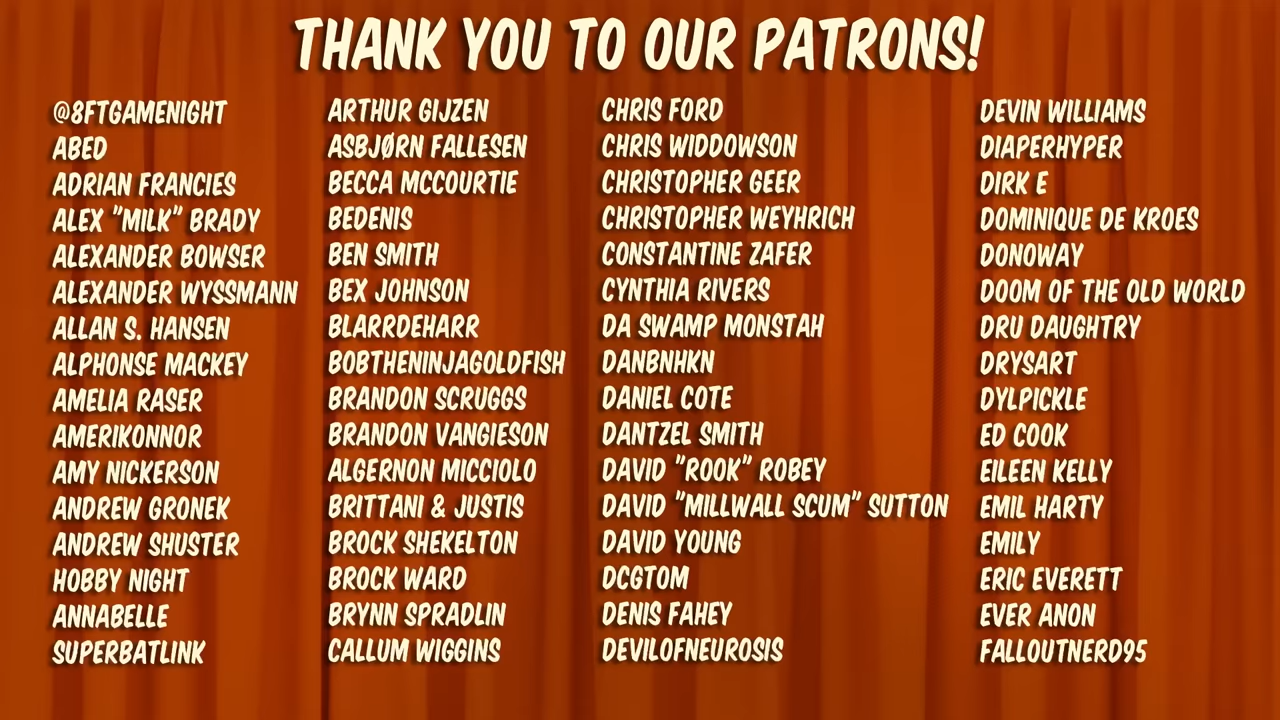 THANK YOU TO OUR PATRONS!
@8FTGAMENIGHT
ABED
ADRIAN FRANCIES
ALEX "MILK" BRADY
ALEXANDER BOWSER
ALEXANDER WYSSMANN
ALLAN S. HANSEN
ALPHONSE MACKEY
AMELIA RASER
AMERIKONNOR
AMY NICKERSON
ANDREW GRONEK
ANDREW SHUSTER
HOBBY NIGHT
ANNABELLE
SUPERBATLINK
ARTHUR GIJZEN
ASBJØRN FALLESEN
BECCA MCCOURTIE
BEDENIS
BEN SMITH
BEX JOHNSON
BLARRDEHARR
BOBTHENINJAGOLDFISH
BRANDON SCRUGGS
BRANDON VANGIESON
ALGERNON MICCIOLO
BRITTANI & JUSTIS
BROCK SHEKELTON
BROCK WARD
BRYNN SPRADLIN
CALLUM WIGGINS
CHRIS FORD
CHRIS WIDDOWSON
CHRISTOPHER GEER
CHRISTOPHER WEYHRICH
CONSTANTINE ZAFER
CYNTHIA RIVERS
DA SWAMP MONSTAH
DANBNHKN
DANIEL COTE
DANTZEL SMITH
DAVID "ROOK" ROBEY
DAVID "MILLWALL SCUM" SUTTON
DAVID YOUNG
DCGTOM
DENIS FAHEY
DEVILOFNEUROSIS
DEVIN WILLIAMS
DIAPERHYPER
DIRK E
DOMINIQUE DE KROES
DONOWAY
DOOM OF THE OLD WORLD
DRU DAUGHTRY
DRYSART
DYLPICKLE
ED COOK
EILEEN KELLY
EMIL HARTY
EMILY
ERIC EVERETT
EVER ANON
FALLOUTNERD95